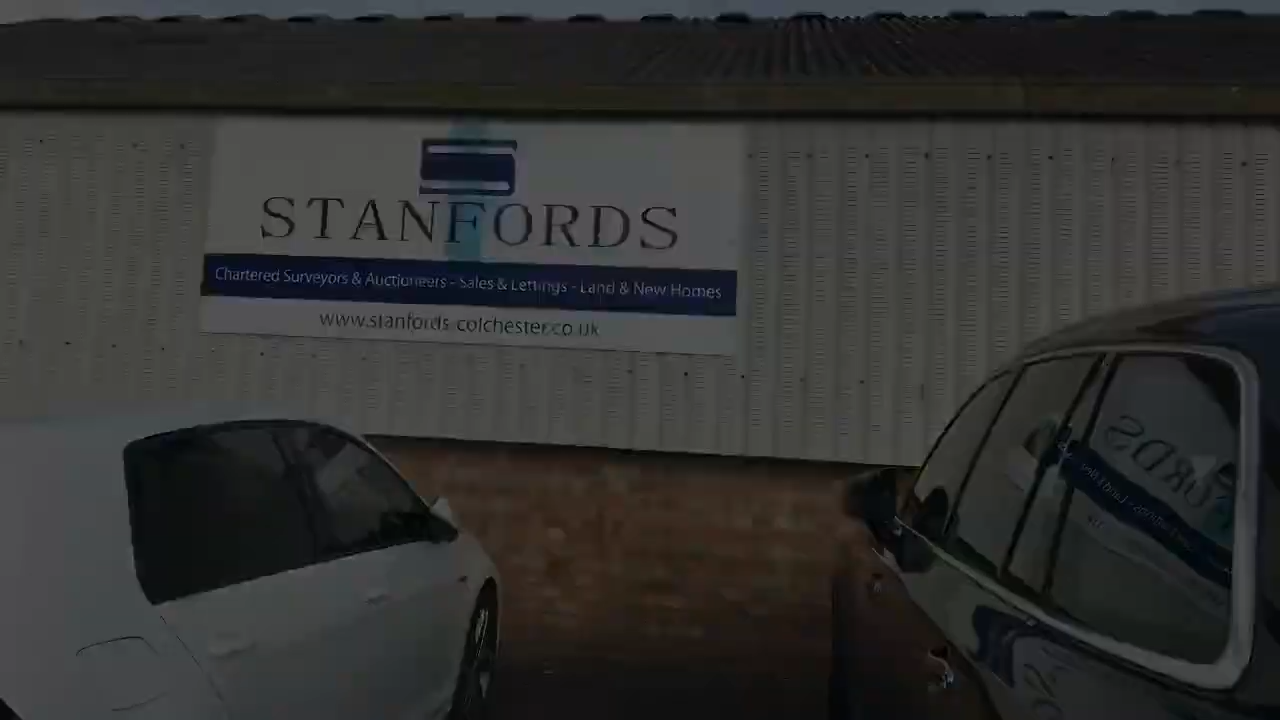 STANFORDS
Chartered Surveyors & Auctioneers - Sales & Lettings - Land & New Homes
www.stanfords-colchester.co.uk